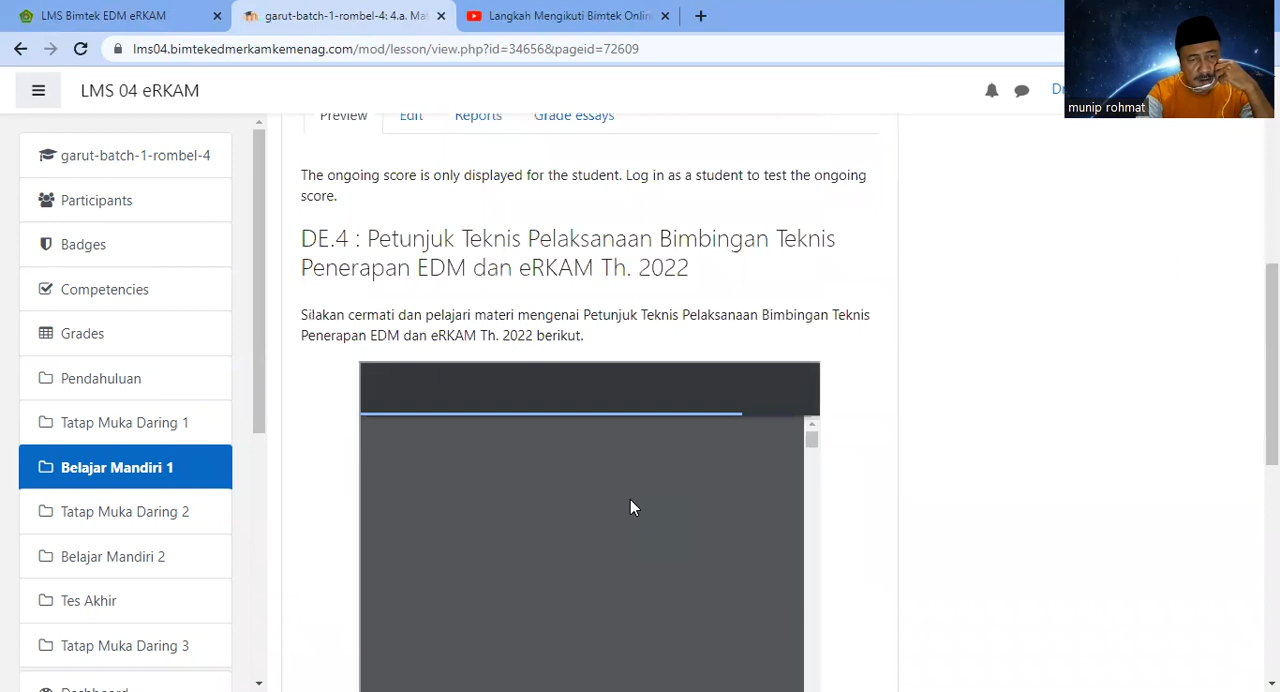 LMS Bimtek EDM eRKAM
garut-batch-1-rombel-4: 4.a. Ma
Langkah Mengikuti Bimtek Onlin
lms04.bimtekedmerkamkemenag.com/mod/lesson/view.php?id=34656&pageid=72609
LMS 04 eRKAM
munip rohmat
garut-batch-1-rombel-4
Participants
Badges
Competencies
Grades
Pendahuluan
Tatap Muka Daring 1
Belajar Mandiri 1
Tatap Muka Daring 2
Belajar Mandiri 2
Tes Akhir
Tatap Muka Daring 3
Dashboard
Preview Edit Reports Grade essays
The ongoing score is only displayed for the student. Log in as a student to test the ongoing
score.
DE.4 : Petunjuk Teknis Pelaksanaan Bimbingan Teknis
Penerapan EDM dan eRKAM Th. 2022
Silakan cermati dan pelajari materi mengenai Petunjuk Teknis Pelaksanaan Bimbingan Teknis
Penerapan EDM dan eRKAM Th. 2022 berikut.